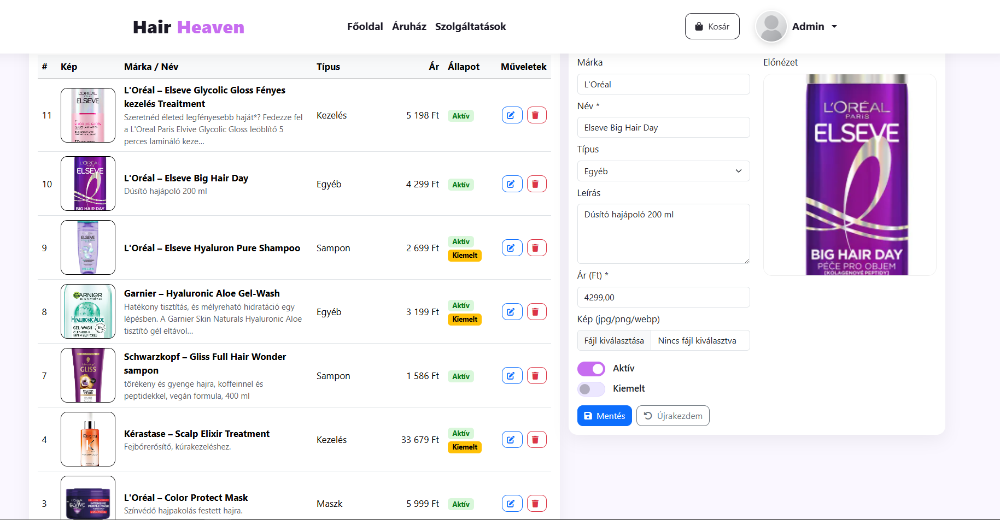 Hair Heaven
Főoldal Áruház Szolgáltatások
Kosár
Admin
# Kép Márka / Név Típus Ár Állapot Műveletek
11
L'ORÉAL
ELSEVE
GLYCOLIC GLOSS
L'Oréal – Elseve Glycolic Gloss Fényes
kezelés Treaitment
Szeretnéd életed legfényesebb haját*? Fedezze fel
a L'Oreal Paris Elvive Glycolic Gloss leöblítő 5
perces lamináló keze...
Kezelés
5 198 Ft
Aktív
10
L'ORÉAL
PARIS
ELSEVE
BIG HAIR DAY
L'Oréal – Elseve Big Hair Day
Dúsító hajápoló 200 ml
Egyéb
4 299 Ft
Aktív
9
ELSEVE
L'Oréal – Elseve Hyaluron Pure Shampoo
Sampon
2 699 Ft
Aktív
Kiemelt
8
GARNIER
SKIN NATURALS
HYALURONIC ALOE
GEL-WASH
CLEANSES &
MINIMIZES PORES
97%
Garnier – Hyaluronic Aloe Gel-Wash
Hatékony tisztítás, és mélyreható hidratáció egy
lépésben. A Garnier Skin Naturals Hyaluronic Aloe
tisztító gél eltávol...
Egyéb
3 199 Ft
Aktív
Kiemelt
7
GLISS
FULL HAIR
WONDER
Schwarzkopf – Gliss Full Hair Wonder
sampon
törékeny és gyenge hajra, koffeinnel és
peptidekkel, vegán formula, 400 ml
Sampon
1 586 Ft
Aktív
4
KÉRASTASE
K
Kérastase – Scalp Elixir Treatment
Fejbőrerősítő, kúrakezeléshez.
Kezelés
33 679 Ft
Aktív
Kiemelt
3
ELVIVE
INTENSIVE
PURPLE MASK
L'Oréal – Color Protect Mask
Színvédő hajpakolás festett hajra.
Maszk
5 999 Ft
Aktív
Márka
L'Oréal
Név *
Elseve Big Hair Day
Típus
Egyéb
Leírás
Dúsító hajápoló 200 ml
Ár (Ft) *
4299,00
Kép (jpg/png/webp)
Fájl kiválasztása Nincs fájl kiválasztva
Aktív
Kiemelt
Mentés
Újrakezdem
Előnézet
L'ORÉAL
PARIS
ELSEVE
BIG HAIR DAY
PÉČE PRO OBJEM
[KOLAGENOVÉ PEPTIDY]